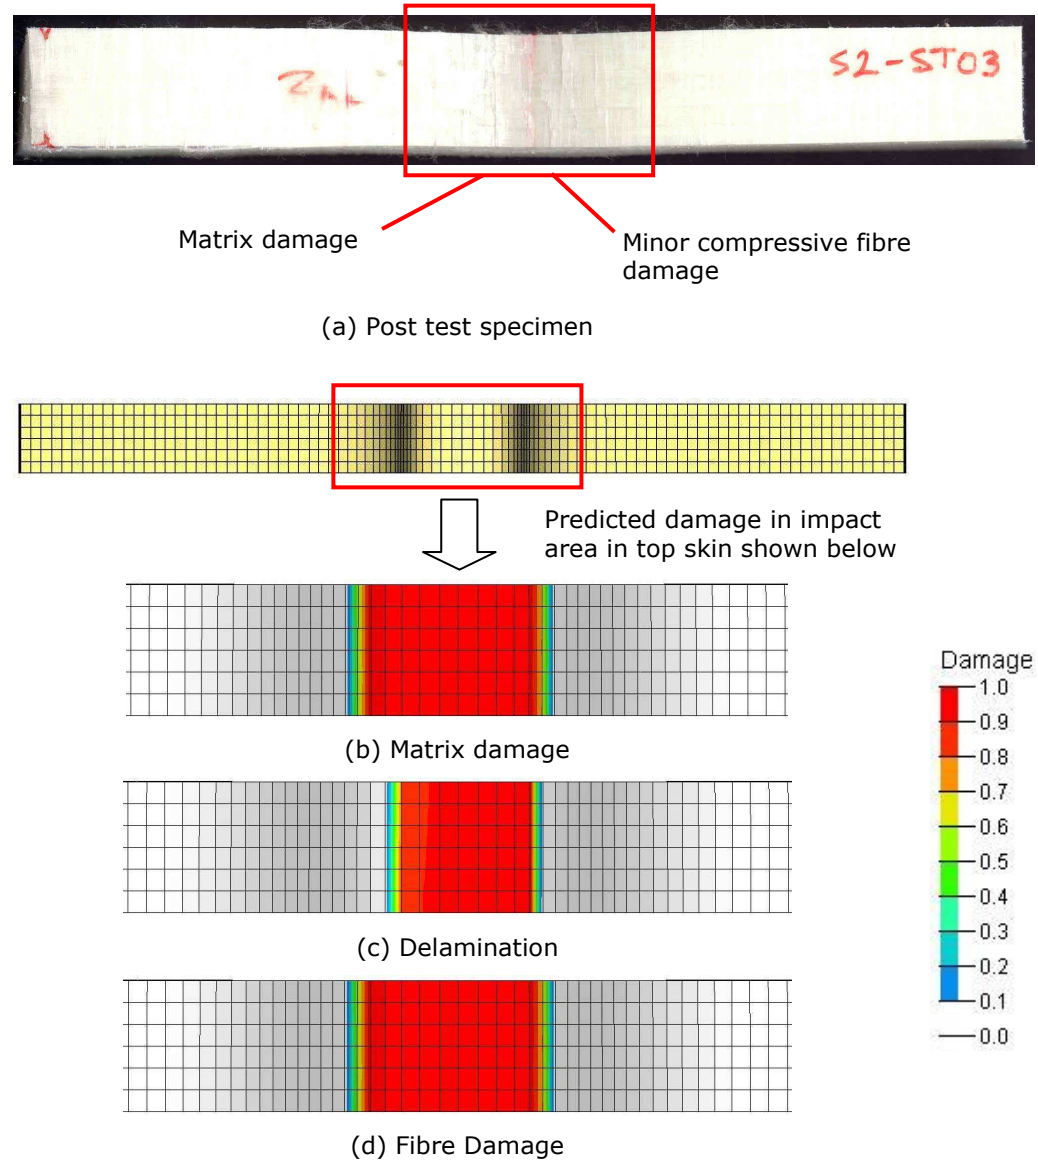 S2-ST03
Matrix damage
Minor compressive fibre
damage
(a) Post test specimen
Predicted damage in impact
area in top skin shown below
(b) Matrix damage
(c) Delamination
(d) Fibre Damage
Damage
1.0
0.9
0.8
0.7
0.6
0.5
0.4
0.3
0.2
0.1
0.0